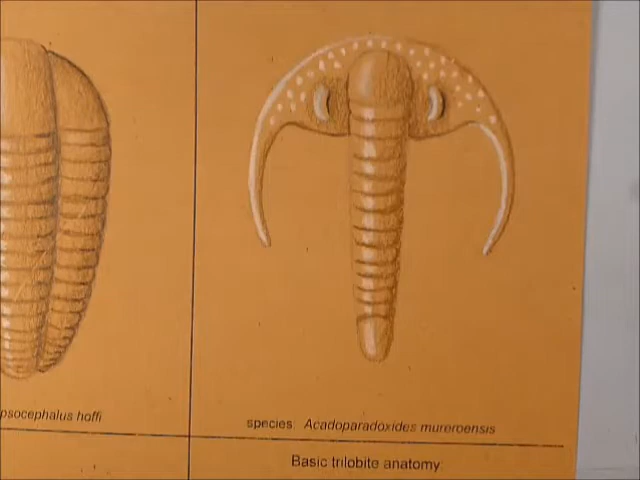 psocephalus hoffi
species: Acadoparadoxides mureroensis
Basic trilobite anatomy